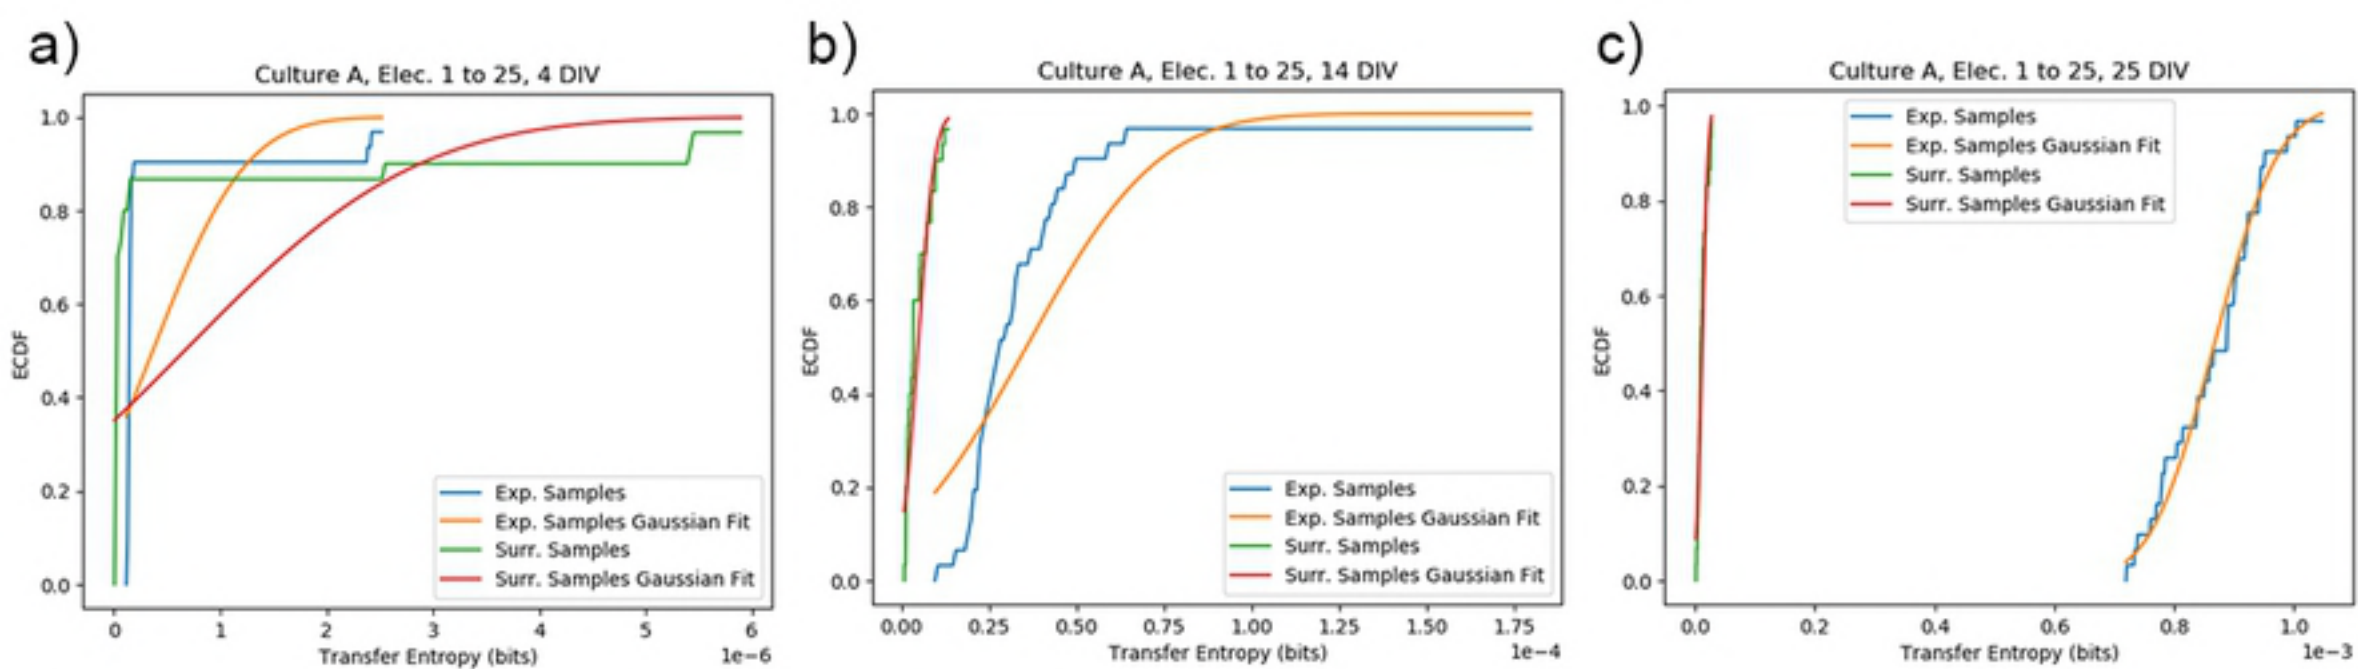 a)
Culture A, Elec. 1 to 25, 4 DIV
ECDF
1.0
0.8
0.6
0.4
0.2
0.0
Exp. Samples
Exp. Samples Gaussian Fit
Surr. Samples
Surr. Samples Gaussian Fit
0 1 2 3 4 5 6
Transfer Entropy (bits)
1e−6
b)
Culture A, Elec. 1 to 25, 14 DIV
ECDF
1.0
0.8
0.6
0.4
0.2
0.0
Exp. Samples
Exp. Samples Gaussian Fit
Surr. Samples
Surr. Samples Gaussian Fit
0.00 0.25 0.50 0.75 1.00 1.25 1.50 1.75
Transfer Entropy (bits)
1e−4
c)
Culture A, Elec. 1 to 25, 25 DIV
ECDF
1.0
0.8
0.6
0.4
0.2
0.0
Exp. Samples
Exp. Samples Gaussian Fit
Surr. Samples
Surr. Samples Gaussian Fit
0.0 0.2 0.4 0.6 0.8 1.0
Transfer Entropy (bits)
1e−3